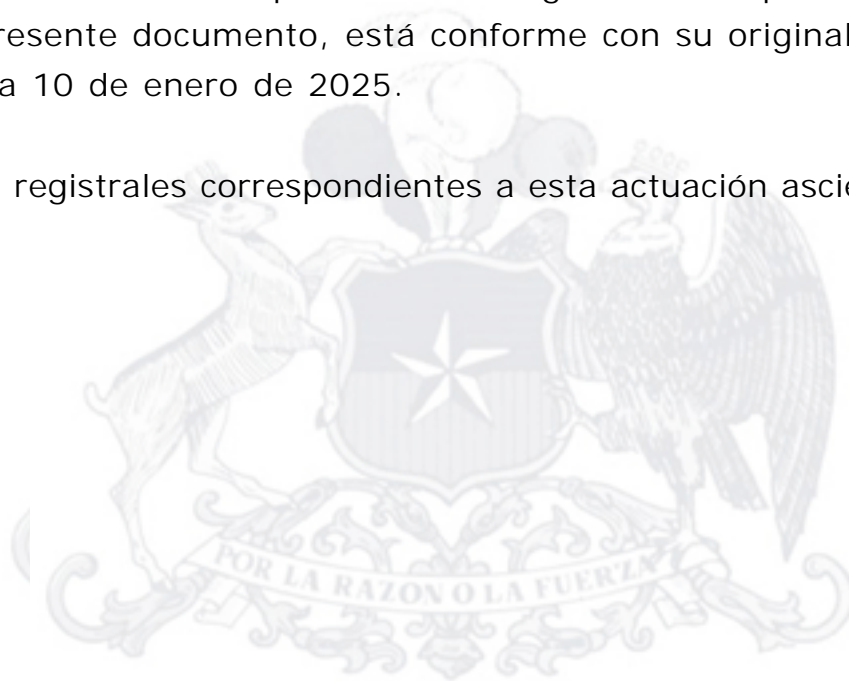 resente documento, está conforme con su original
a 10 de enero de 2025.
registrales correspondientes a esta actuación ascie
POR LA RAZON O LA FUERZA